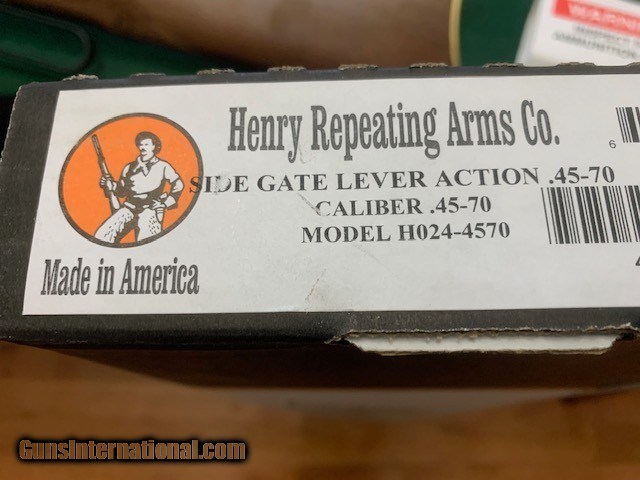 WARNING
Henry Repeating Arms Co.
6
SIDE GATE LEVER ACTION .45-70
CALIBER .45-70
MODEL H024-4570
Made in America
GunsInternational.com